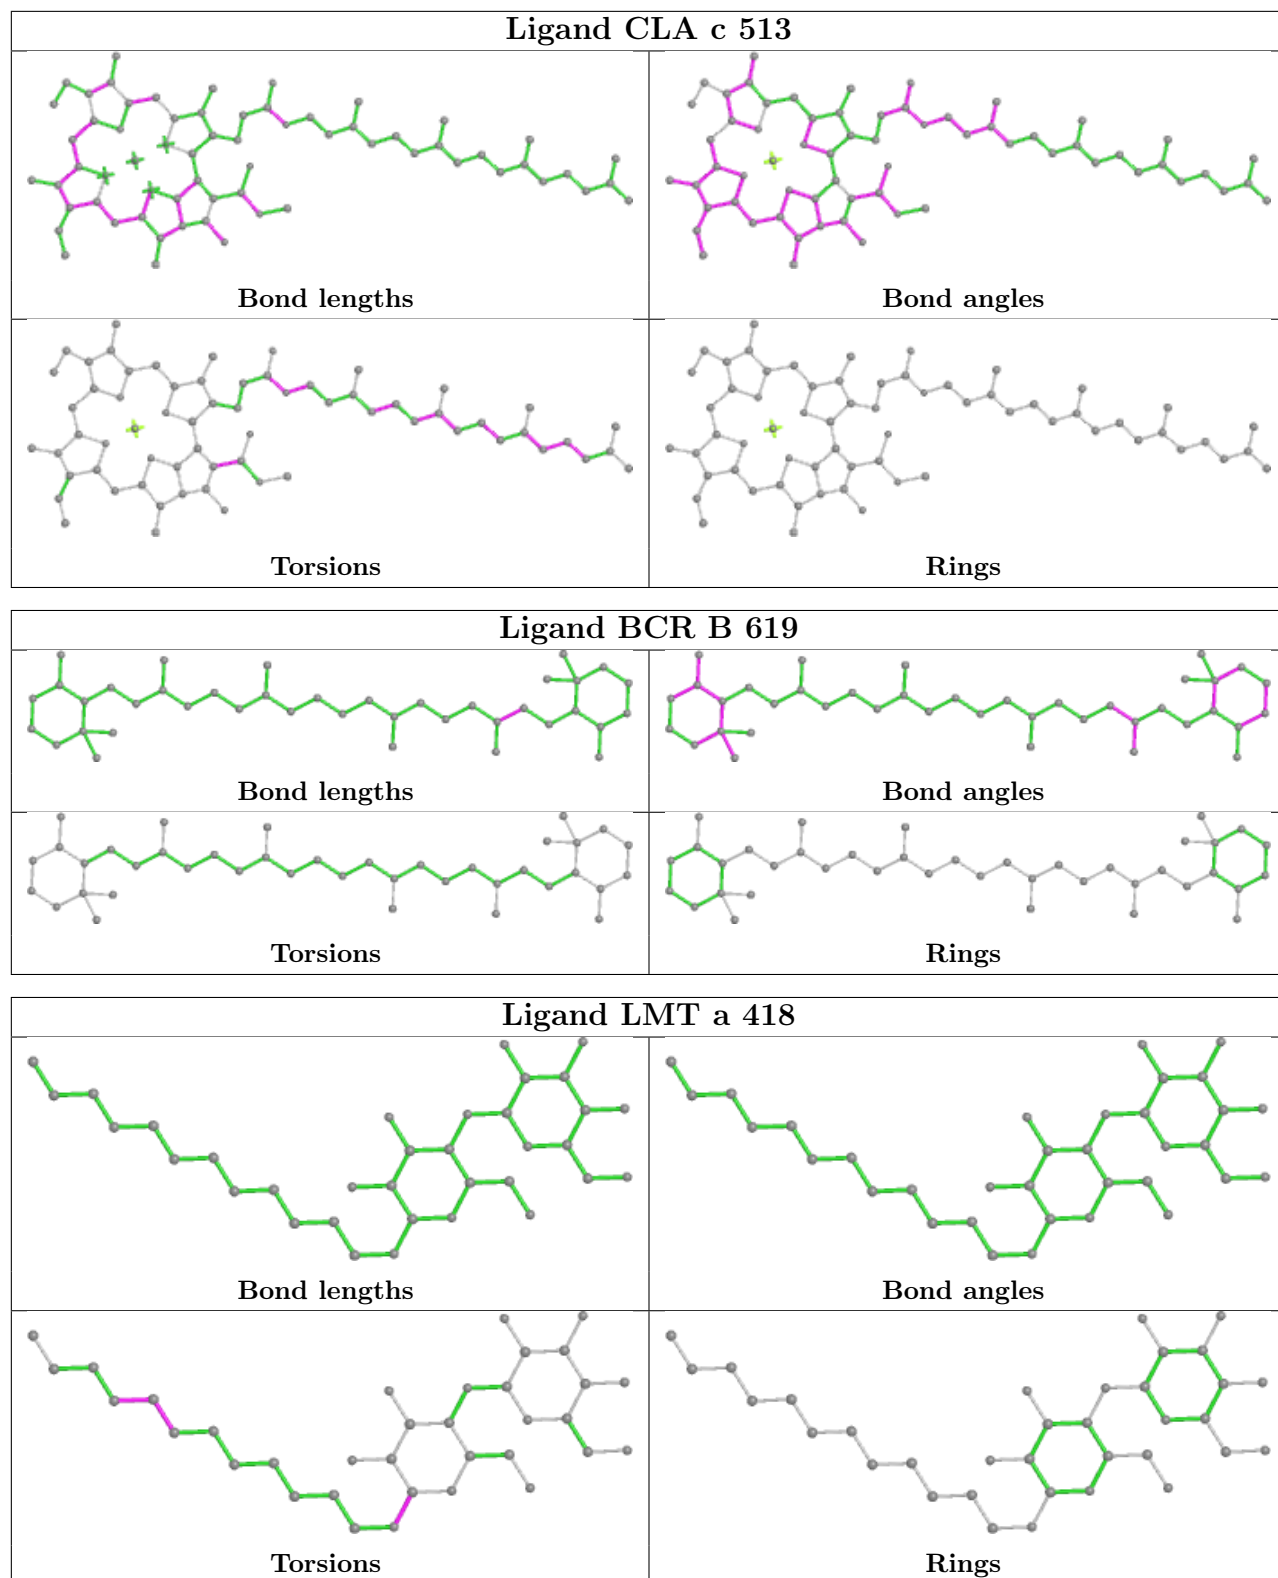 Ligand CLA c 513
Bond lengths
Bond angles
Torsions
Rings
Ligand BCR B 619
Bond lengths
Bond angles
Torsions
Rings
Ligand LMT a 418
Bond lengths
Bond angles
Torsions
Rings